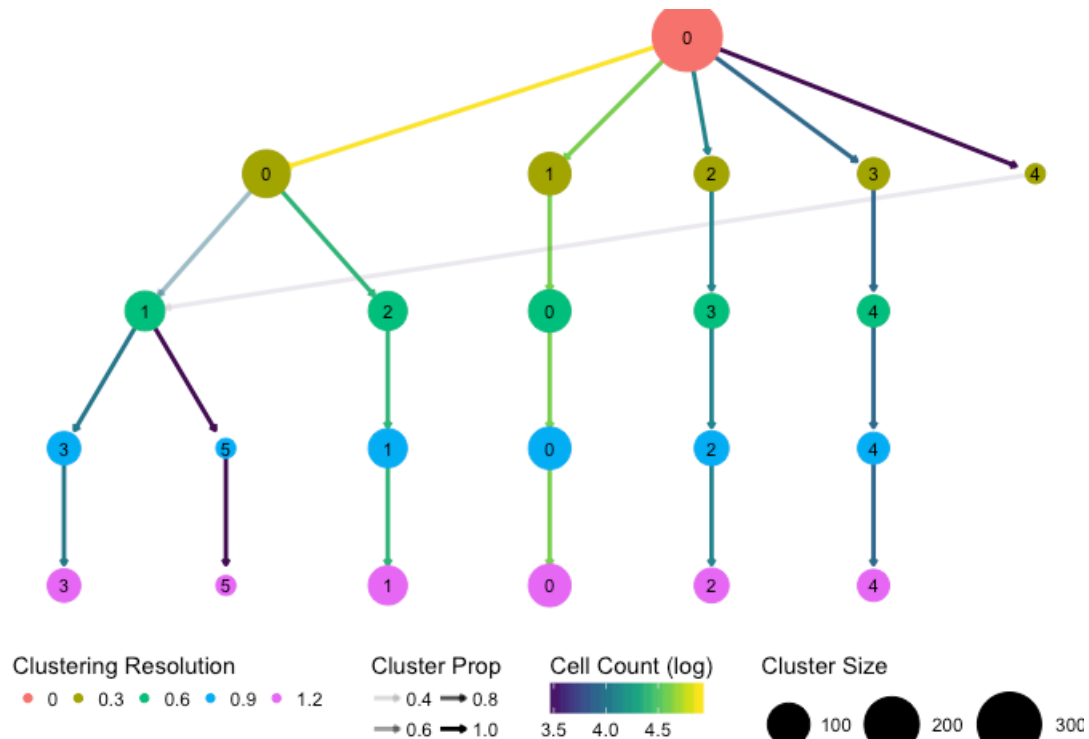 0
0 1 2 3 4
1 2 0 3 4
3 5 1 0 2 4
3 5 1 0 2 4
Clustering Resolution
0 0.3 0.6 0.9 1.2
Cluster Prop
0.4 0.8
0.6 1.0
Cell Count (log)
3.5 4.0 4.5
Cluster Size
100 200 300